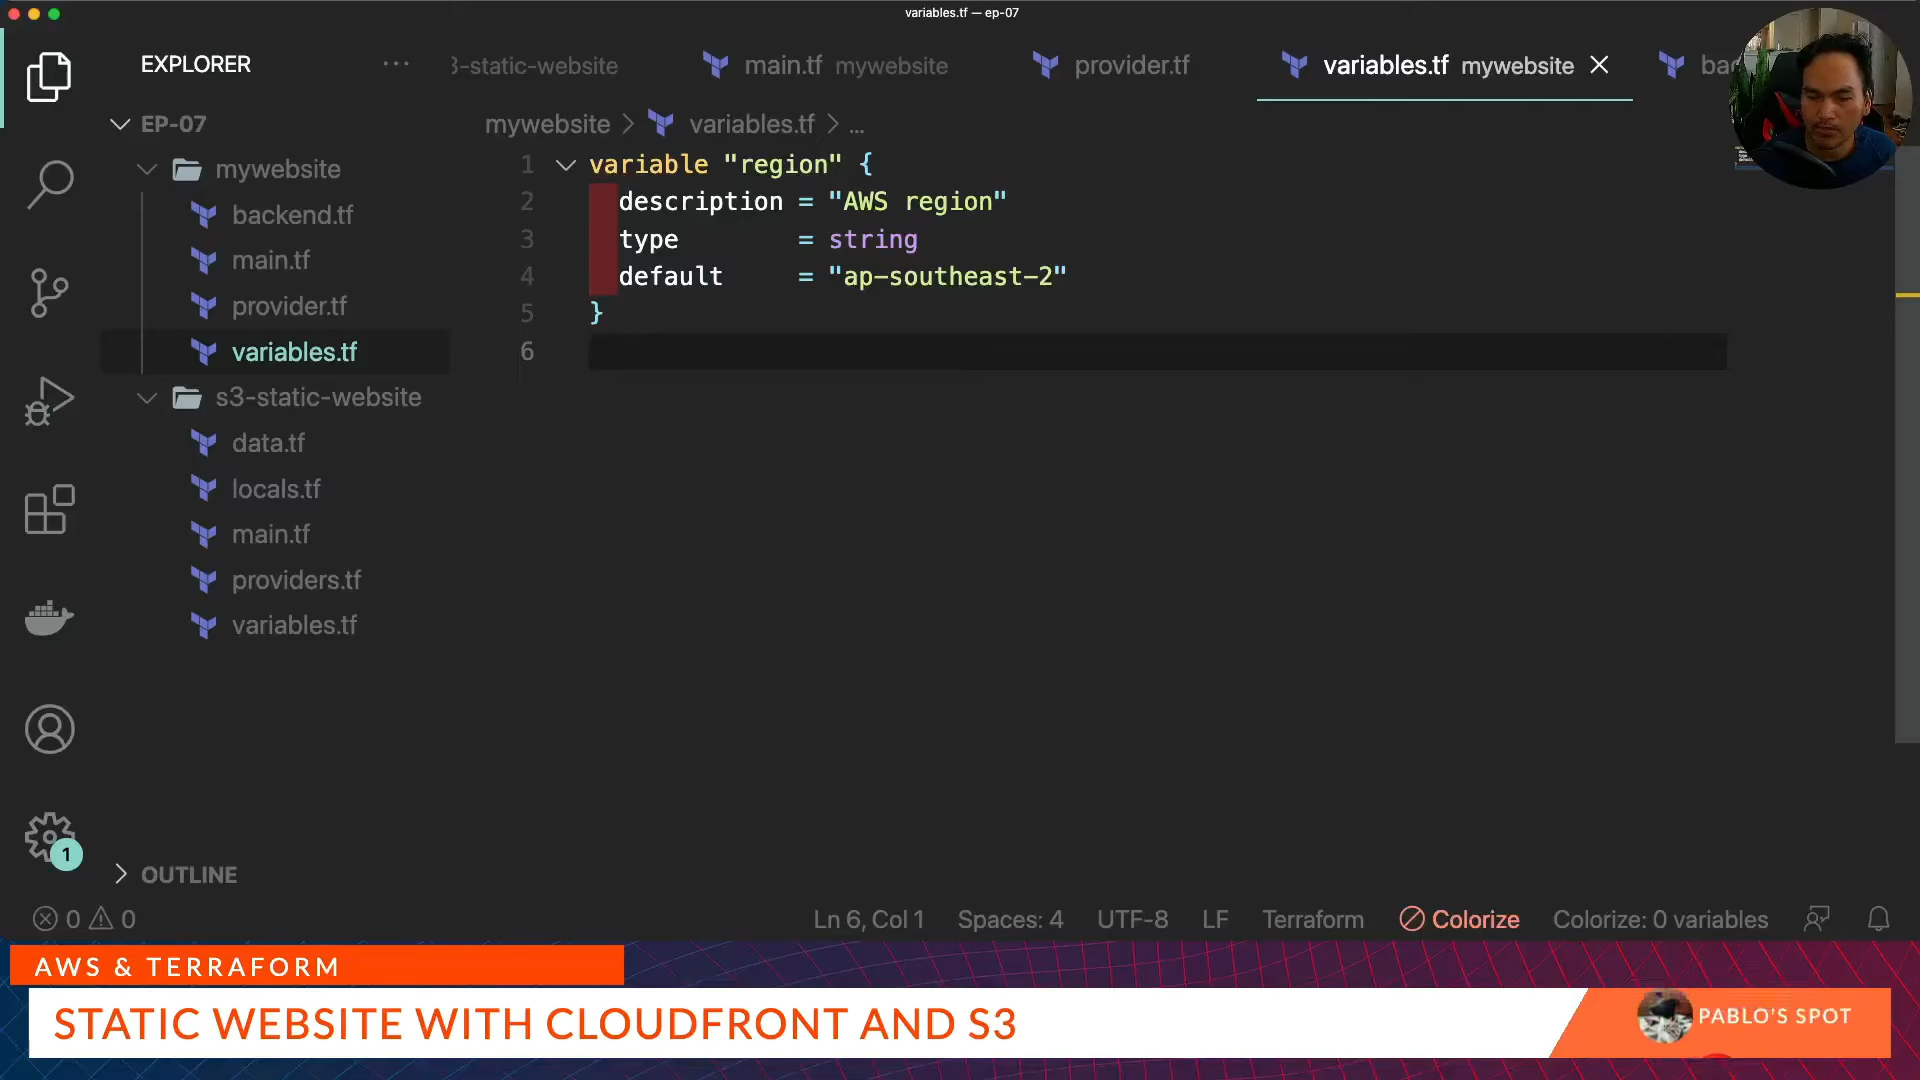 variables.tf — ep-07
EXPLORER
3-static-website
main.tf mywebsite
provider.tf
variables.tf mywebsite
EP-07
mywebsite
backend.tf
main.tf
provider.tf
variables.tf
s3-static-website
data.tf
locals.tf
main.tf
providers.tf
variables.tf
OUTLINE
mywebsite > variables.tf > ...
1 variable "region" {
2 description = "AWS region"
3 type = string
4 default = "ap-southeast-2"
5 }
6
1
0 0
Ln 6, Col 1 Spaces: 4 UTF-8 LF Terraform Colorize Colorize: 0 variables
AWS & TERRAFORM
STATIC WEBSITE WITH CLOUDFRONT AND S3
PABLO'S SPOT